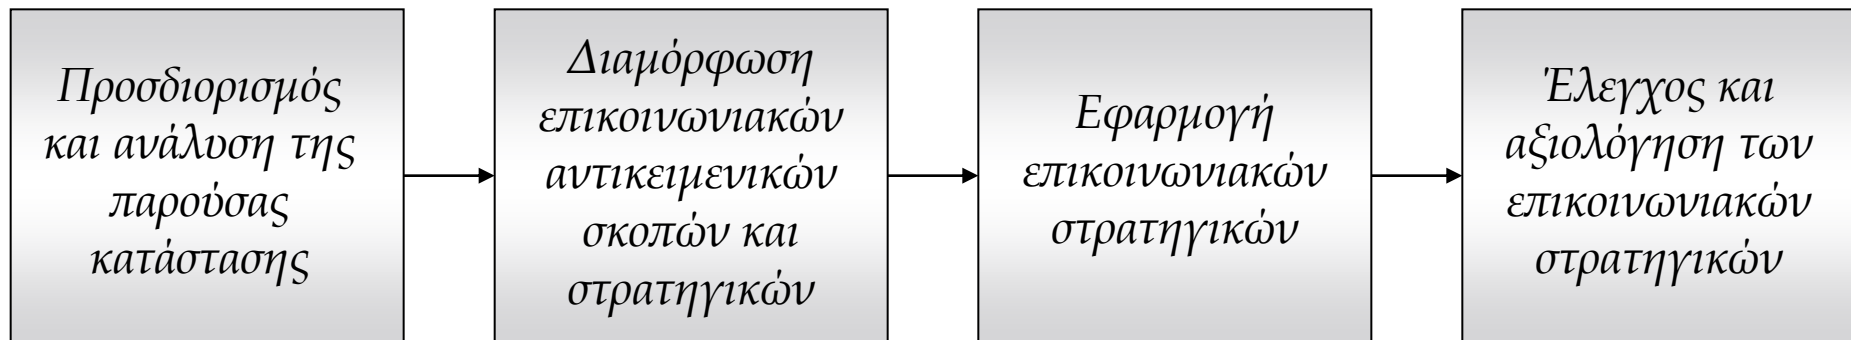 Προσδιορισμός
και ανάλυση της
παρούσας
κατάστασης
Διαμόρφωση
επικοινωνιακών
αντικειμενικών
σκοπών και
στρατηγικών
Εφαρμογή
επικοινωνιακών
στρατηγικών
Έλεγχος και
αξιολόγηση των
επικοινωνιακών
στρατηγικών